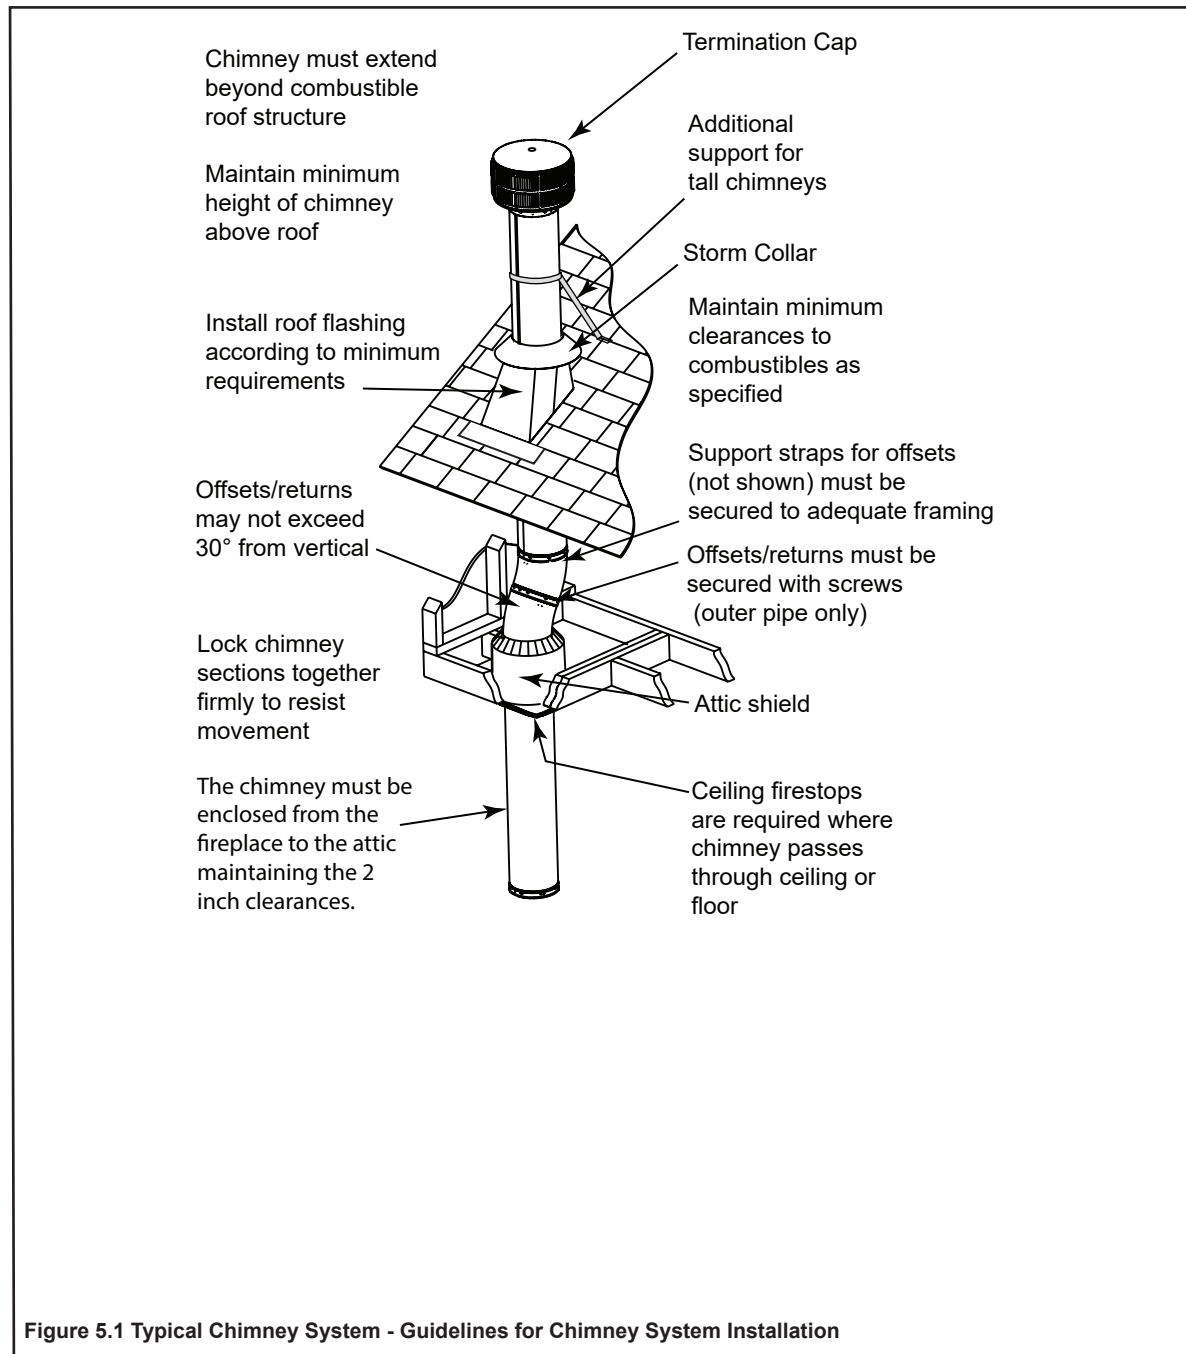 Chimney must extend
beyond combustible
roof structure
Maintain minimum
height of chimney
above roof
Install roof flashing
according to minimum
requirements
Offsets/returns
may not exceed
30° from vertical
Lock chimney
sections together
firmly to resist
movement
The chimney must be
enclosed from the
fireplace to the attic
maintaining the 2
inch clearances.
Termination Cap
Additional
support for
tall chimneys
Storm Collar
Maintain minimum
clearances to
combustibles as
specified
Support straps for offsets
(not shown) must be
secured to adequate framing
Offsets/returns must be
secured with screws
(outer pipe only)
Attic shield
Ceiling firestops
are required where
chimney passes
through ceiling or
floor
Figure 5.1 Typical Chimney System - Guidelines for Chimney System Installation